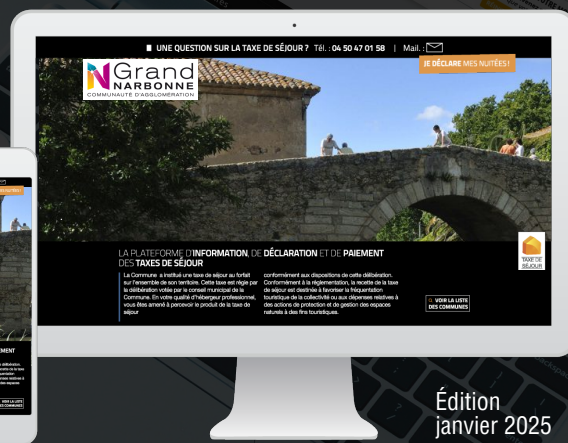 UNE QUESTION SUR LA TAXE DE SÉJOUR ? Tél. : 04 50 47 01 58 | Mail. :
JE DÉCLARE MES NUITÉES !
Grand
NARBONNE
COMMUNAUTÉ D'AGGLOMÉRATION
LA PLATEFORME D'INFORMATION, DE DÉCLARATION ET DE PAIEMENT
DES TAXES DE SÉJOUR
La Commune a institué une taxe de séjour au forfait
sur l'ensemble de son territoire. Cette taxe est régie par
la délibération votée par le conseil municipal de la
Commune. En votre qualité d'hébergeur professionnel,
vous êtes amené à percevoir le produit de la taxe de
séjour
conformément aux dispositions de cette délibération.
Conformément à la réglementation, la recette de la taxe
de séjour est destinée à favoriser la fréquentation
touristique de la collectivité ou aux dépenses relatives à
des actions de protection et de gestion des espaces
naturels à des fins touristiques.
TAXE DE
SÉJOUR
VOIR LA LISTE
DES COMMUNES
Édition
janvier 2025